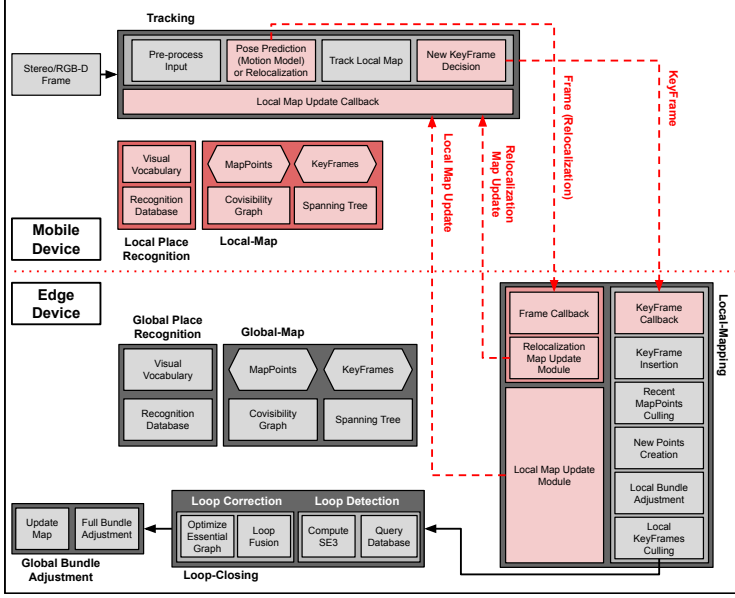 Tracking
Stereo/RGB-D
Frame
Pre-process
Input
Pose Prediction
(Motion Model)
or Relocalization
Track Local Map
New KeyFrame
Decision
Local Map Update Callback
Frame (Relocalization)
KeyFrame
Local Map Update
Relocalization
Map Update
Visual
Vocabulary
Recognition
Database
Local Place
Recognition
MapPoints
KeyFrames
Covisibility
Graph
Spanning Tree
Local-Map
Mobile
Device
Edge
Device
Global Place
Recognition
Visual
Vocabulary
Recognition
Database
Global-Map
MapPoints
KeyFrames
Covisibility
Graph
Spanning Tree
Frame Callback
Relocalization
Map Update
Module
Local Map Update
Module
KeyFrame
Callback
KeyFrame
Insertion
Recent
MapPoints
Culling
New Points
Creation
Local Bundle
Adjustment
Local
KeyFrames
Culling
Local-Mapping
Loop Correction
Loop Detection
Optimize
Essential
Graph
Loop
Fusion
Compute
SE3
Query
Database
Loop-Closing
Update
Map
Full Bundle
Adjustment
Global Bundle
Adjustment